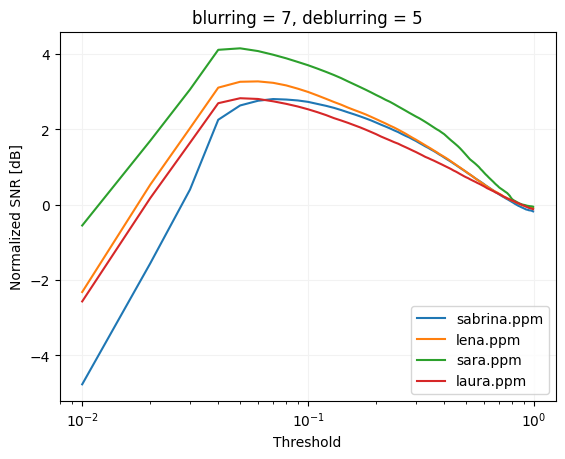 blurring = 7, deblurring = 5
Normalized SNR [dB]
4
2
0
−2
−4
10⁻²
10⁻¹
10⁰
Threshold
sabrina.ppm
lena.ppm
sara.ppm
laura.ppm